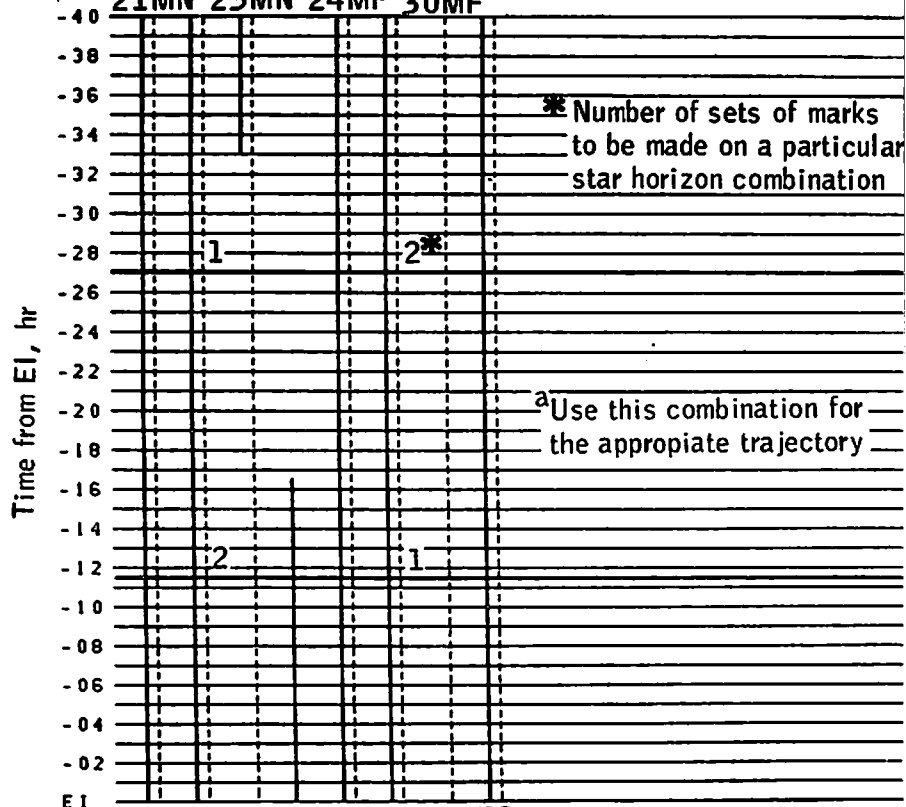 21MN 24MF 30MF
-40
-38
-36
* Number of sets of marks
-34
to be made on a particular
-32
star horizon combination
-30
-28 1 2*
-26
-24
-22
-20
a Use this combination for
-18
the appropiate trajectory
-16
-14
-12 2 1
-10
-08
-06
-04
-02
EI
Time from EI, hr